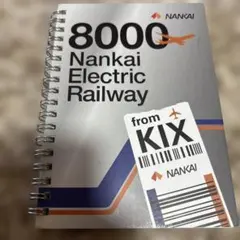 NANKAI
8000
Nankai
Electric
Railway
from
KIX
NANKAI